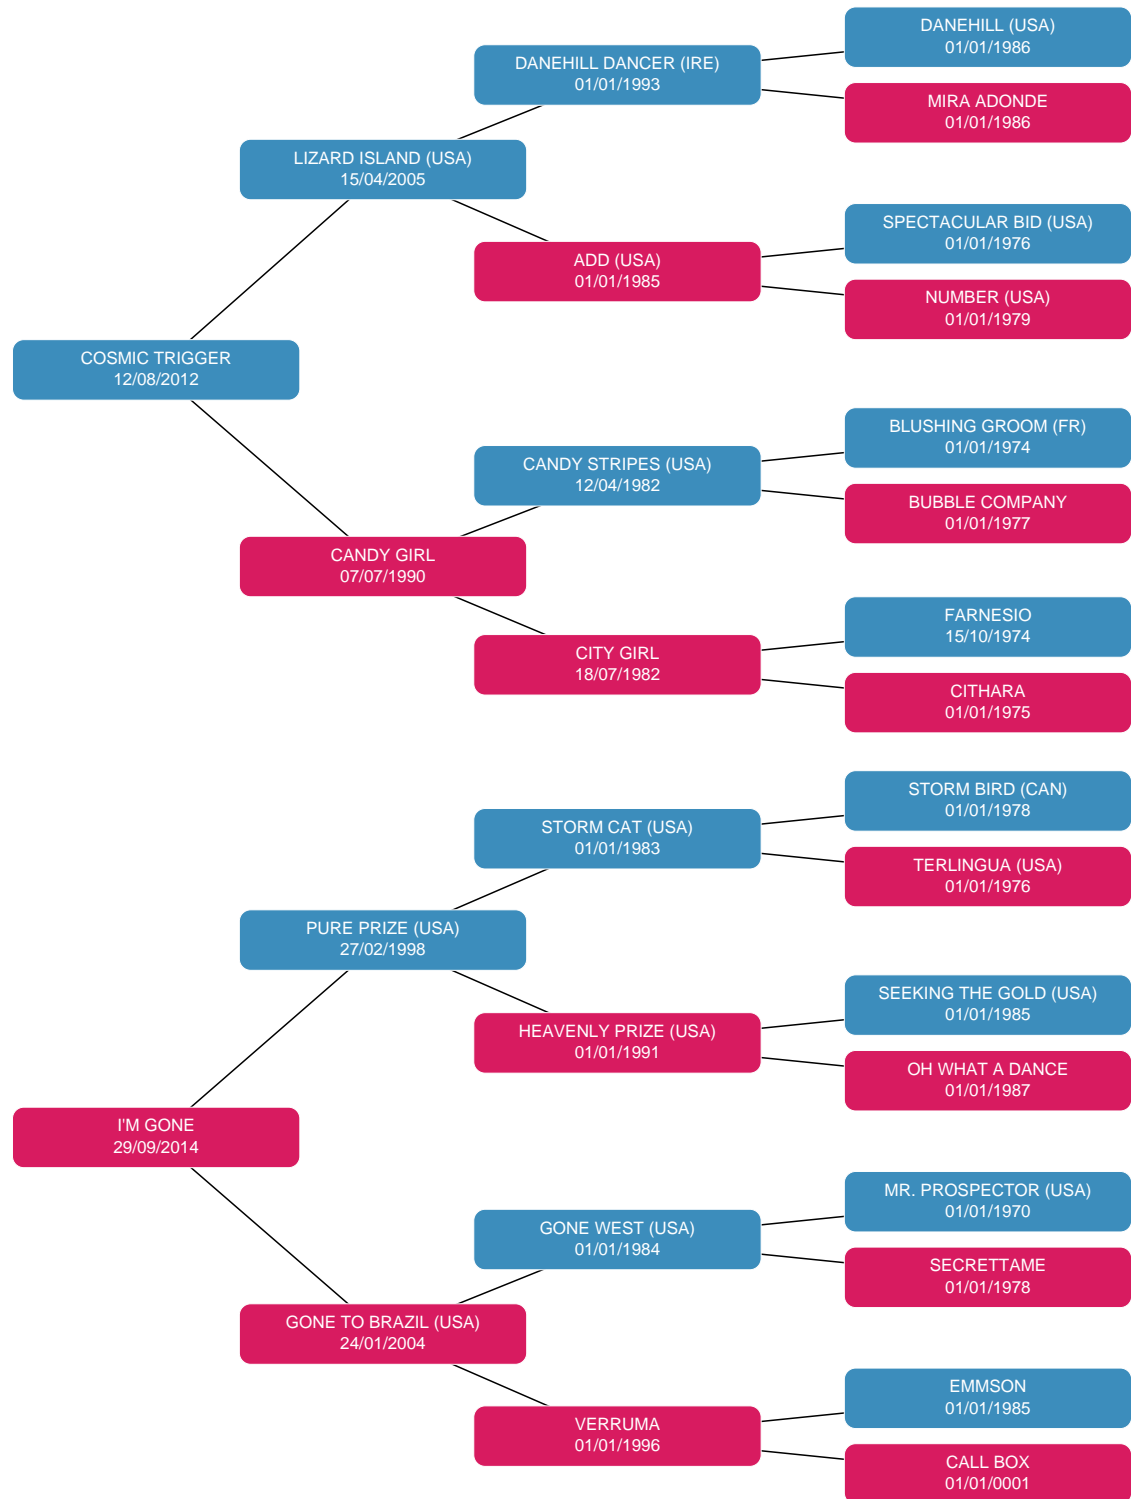 DANEHILL (USA)
01/01/1986
DANEHILL DANCER (IRE)
01/01/1993
MIRA ADONDE
01/01/1986
LIZARD ISLAND (USA)
15/04/2005
SPECTACULAR BID (USA)
01/01/1976
ADD (USA)
01/01/1985
NUMBER (USA)
01/01/1979
COSMIC TRIGGER
12/08/2012
BLUSHING GROOM (FR)
01/01/1974
CANDY STRIPES (USA)
12/04/1982
BUBBLE COMPANY
01/01/1977
CANDY GIRL
07/07/1990
FARNESIO
15/10/1974
CITY GIRL
18/07/1982
CITHARA
01/01/1975
STORM BIRD (CAN)
01/01/1978
STORM CAT (USA)
01/01/1983
TERLINGUA (USA)
01/01/1976
PURE PRIZE (USA)
27/02/1998
SEEKING THE GOLD (USA)
01/01/1985
HEAVENLY PRIZE (USA)
01/01/1991
OH WHAT A DANCE
01/01/1987
I'M GONE
29/09/2014
MR. PROSPECTOR (USA)
01/01/1970
GONE WEST (USA)
01/01/1984
SECRETTAME
01/01/1978
GONE TO BRAZIL (USA)
24/01/2004
EMMSON
01/01/1985
VERRUMA
01/01/1996
CALL BOX
01/01/0001